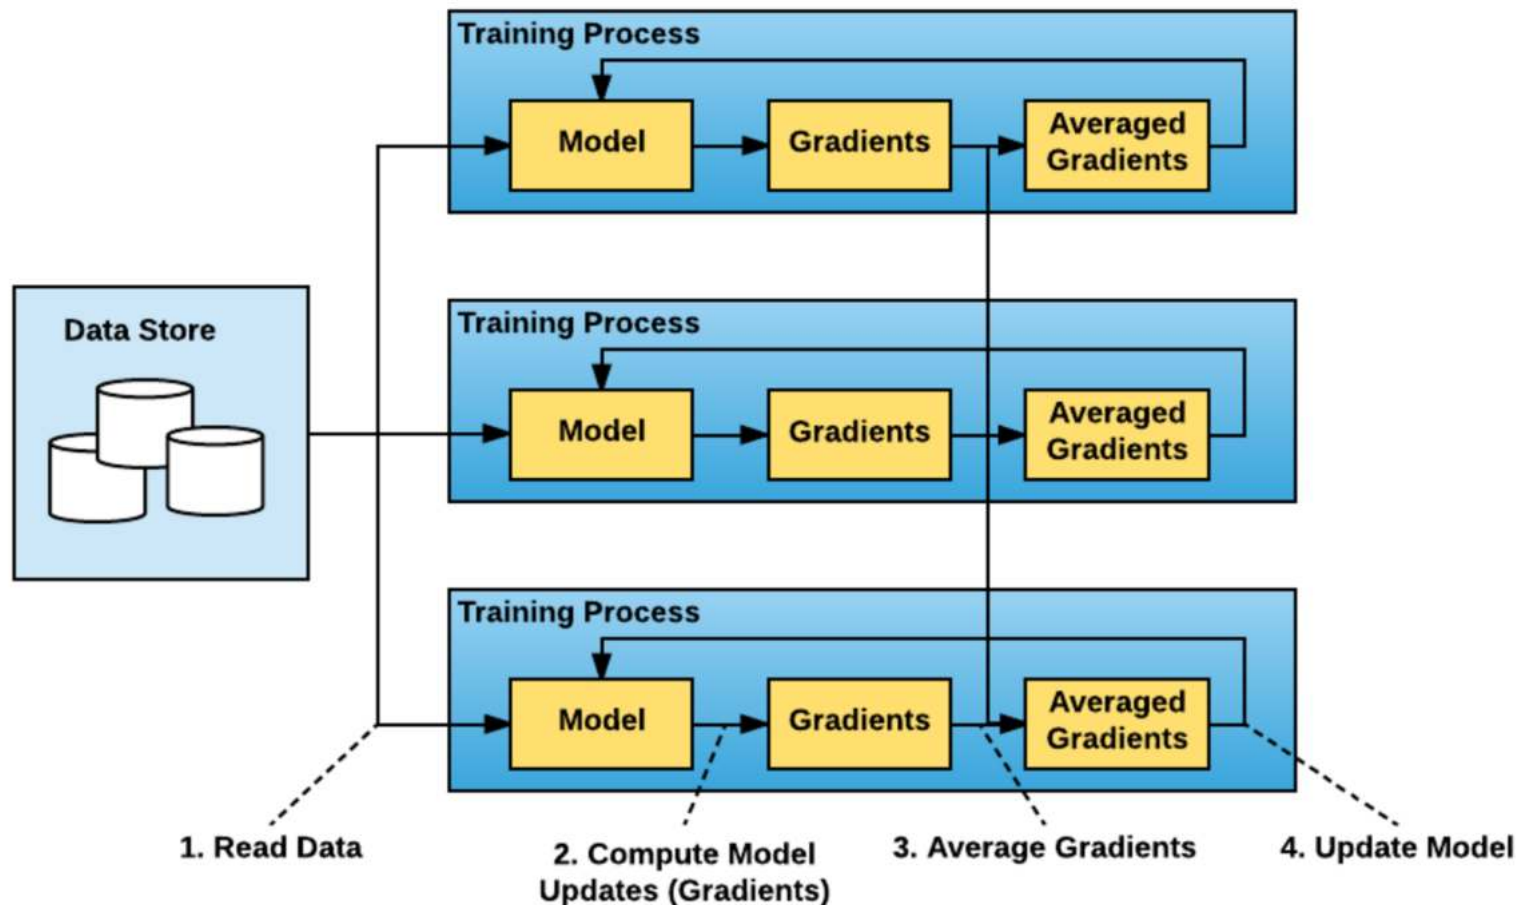 Training Process
Model
Gradients
Averaged
Gradients
Data Store
Training Process
Model
Gradients
Averaged
Gradients
Training Process
Model
Gradients
Averaged
Gradients
1. Read Data
2. Compute Model
Updates (Gradients)
3. Average Gradients
4. Update Model